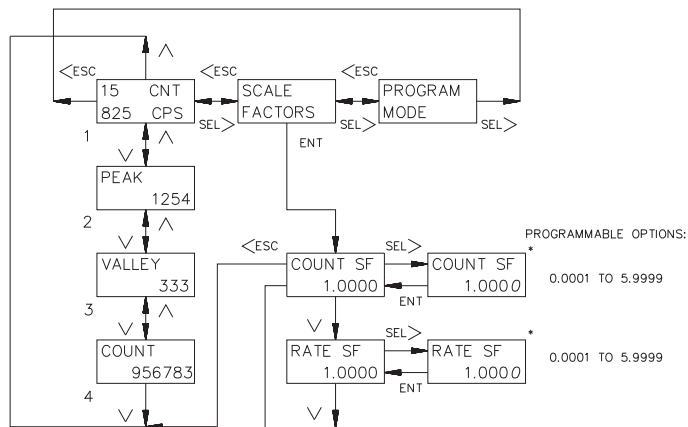 <ESC <ESC <ESC
15 CNT
825 CPS
SCALE
FACTORS
PROGRAM
MODE
SEL> SEL> SEL>
1
ENT
PEAK
1254
2
VALLEY
333
3
COUNT
956783
4
<ESC
COUNT SF
1.0000
SEL>
ENT
COUNT SF
1.0000
*
PROGRAMMABLE OPTIONS:
0.0001 TO 5.9999
RATE SF
1.0000
SEL>
ENT
RATE SF
1.0000
*
0.0001 TO 5.9999